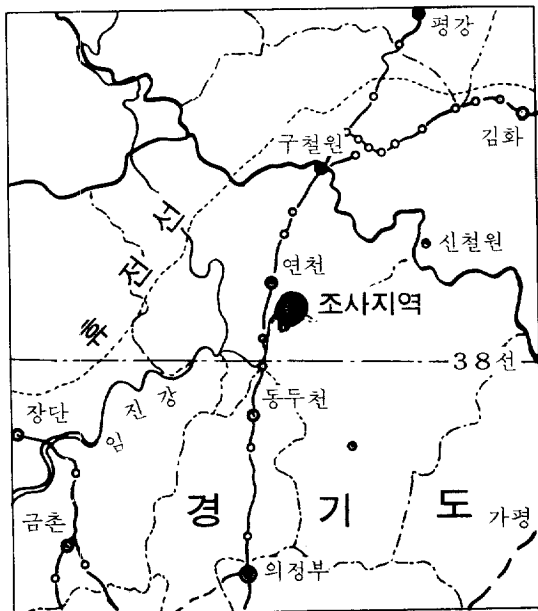 평강
김화
구철원
신철원
휴전선
연천
조사지역
38선
동두천
장단
임진강
경기도
금촌
가평
의정부